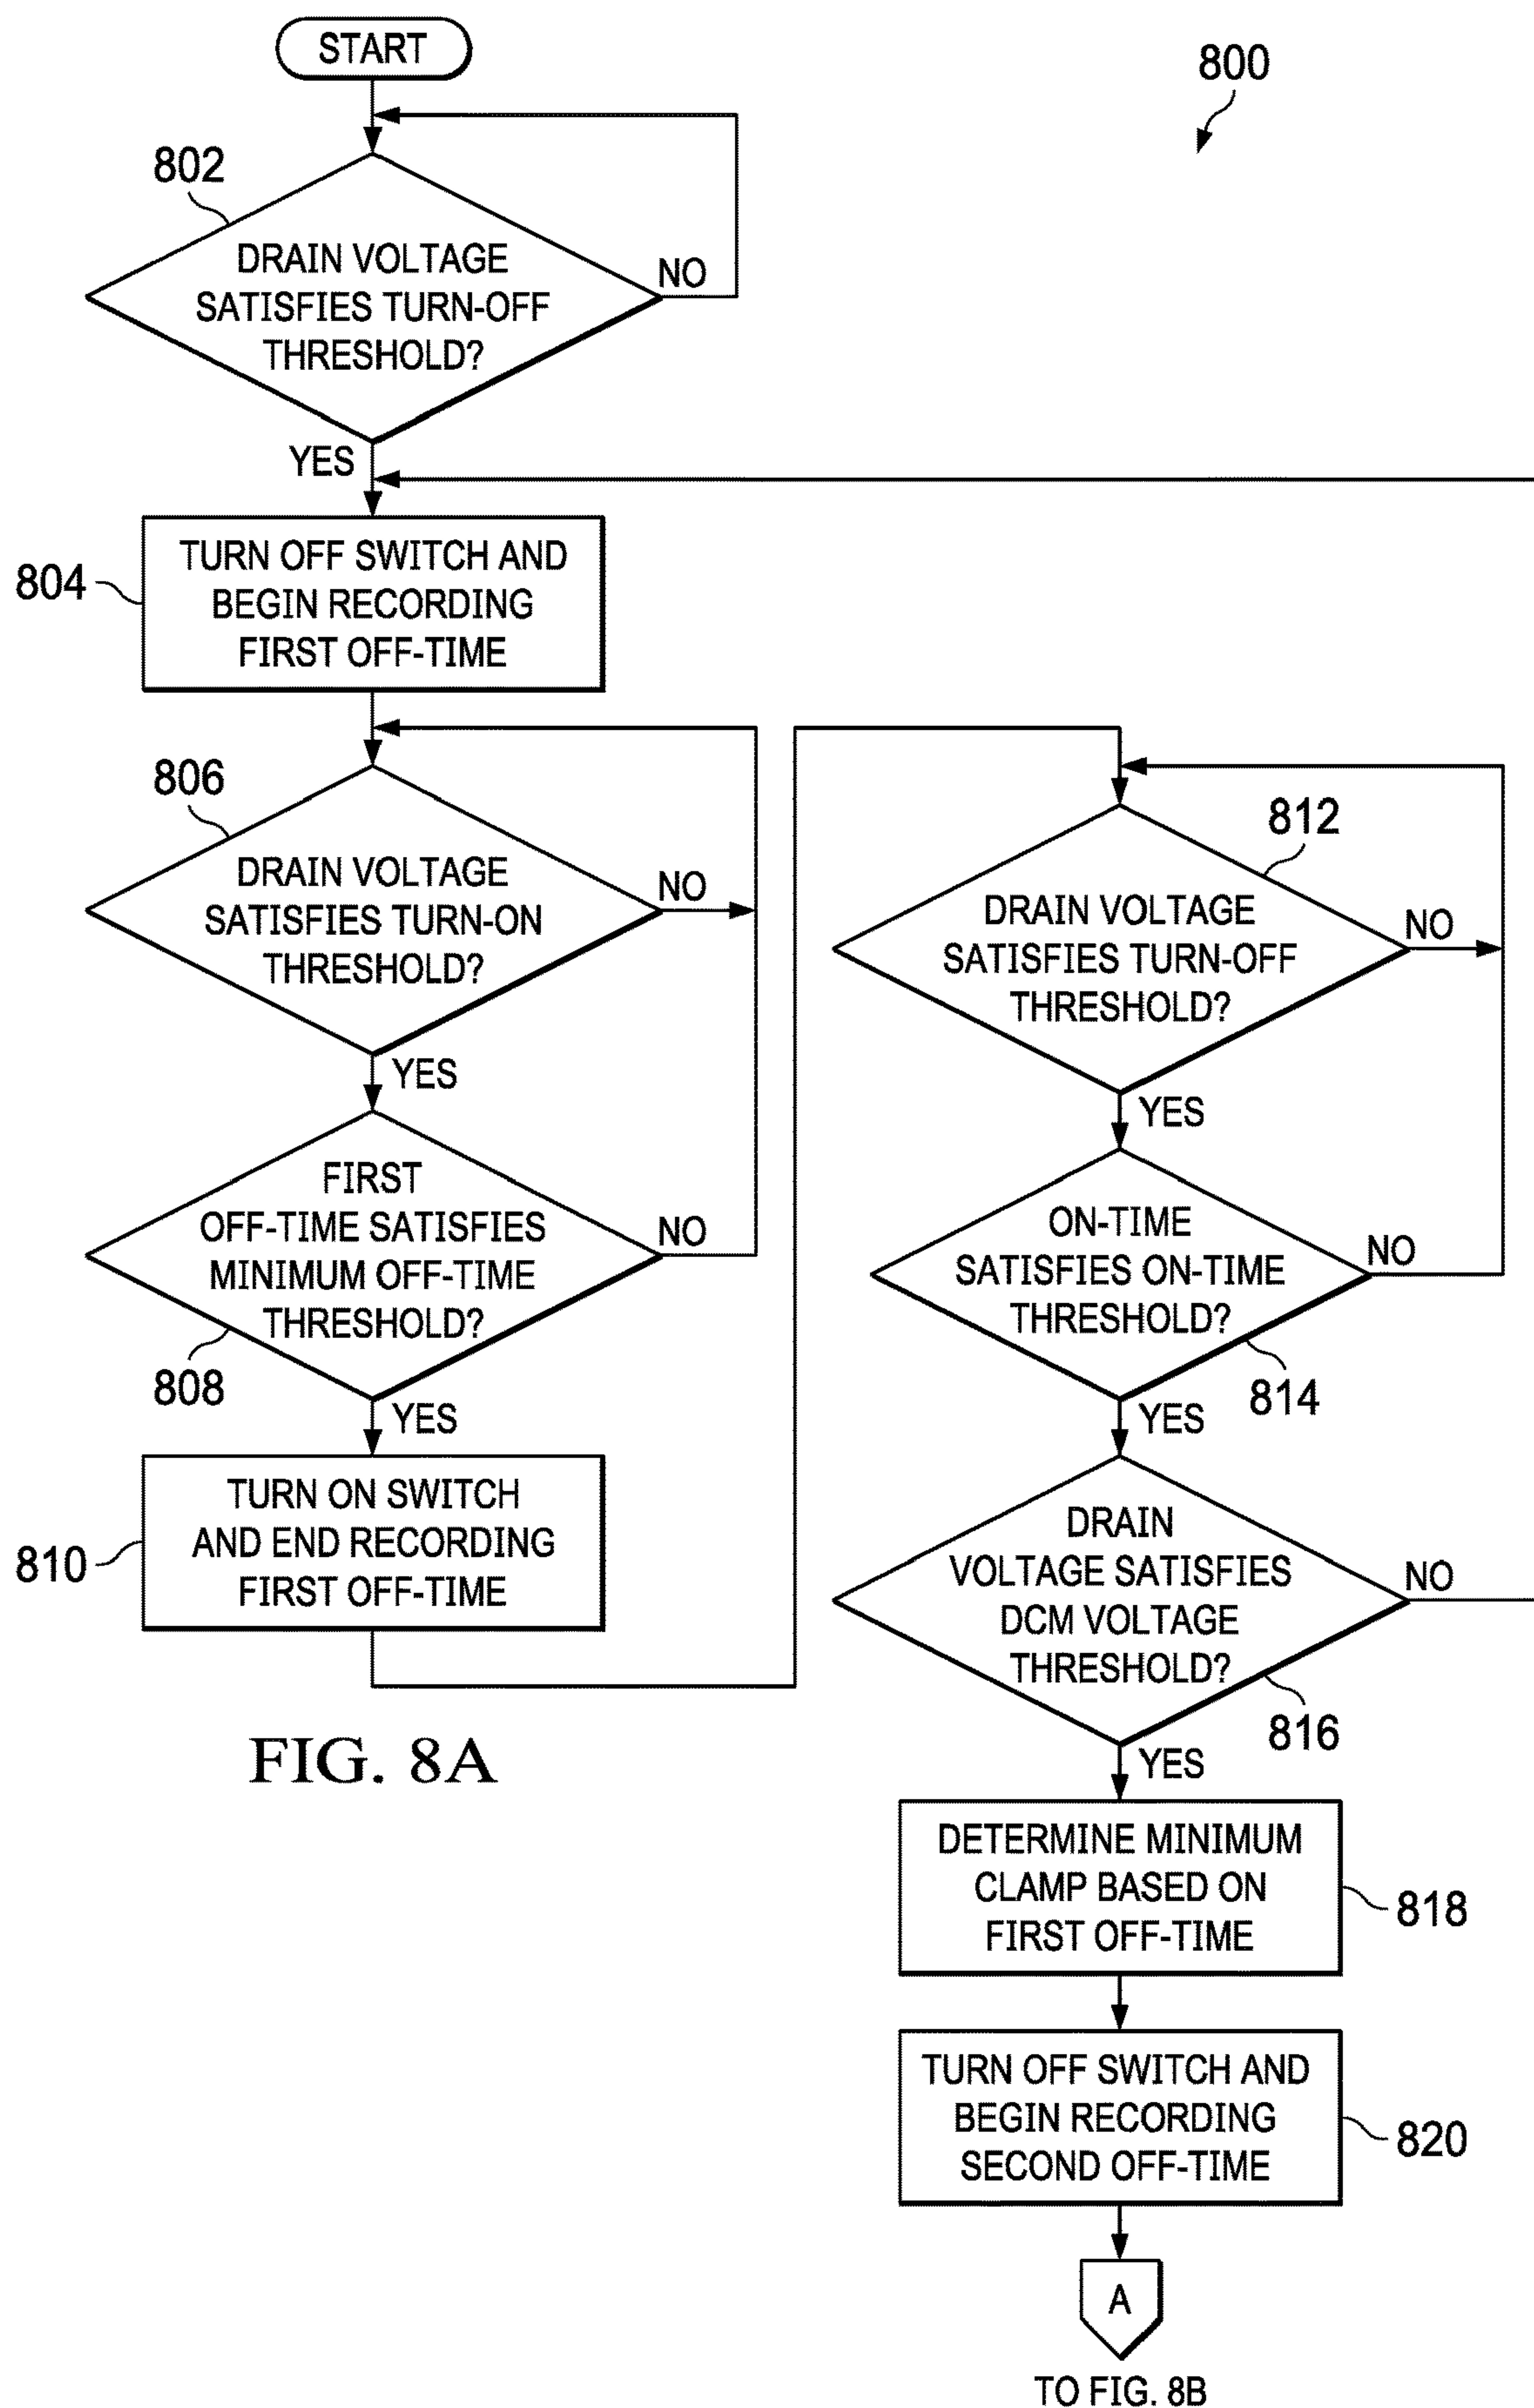 START
800
802
DRAIN VOLTAGE
SATISFIES TURN-OFF
THRESHOLD?
NO
YES
804
TURN OFF SWITCH AND
BEGIN RECORDING
FIRST OFF-TIME
806
DRAIN VOLTAGE
SATISFIES TURN-ON
THRESHOLD?
NO
YES
FIRST
OFF-TIME SATISFIES
MINIMUM OFF-TIME
THRESHOLD?
NO
808
YES
810
TURN ON SWITCH
AND END RECORDING
FIRST OFF-TIME
812
DRAIN VOLTAGE
SATISFIES TURN-OFF
THRESHOLD?
NO
YES
ON-TIME
SATISFIES ON-TIME
THRESHOLD?
NO
814
YES
DRAIN
VOLTAGE SATISFIES
DCM VOLTAGE
THRESHOLD?
NO
816
YES
FIG. 8A
DETERMINE MINIMUM
CLAMP BASED ON
FIRST OFF-TIME
818
TURN OFF SWITCH AND
BEGIN RECORDING
SECOND OFF-TIME
820
A
TO FIG. 8B